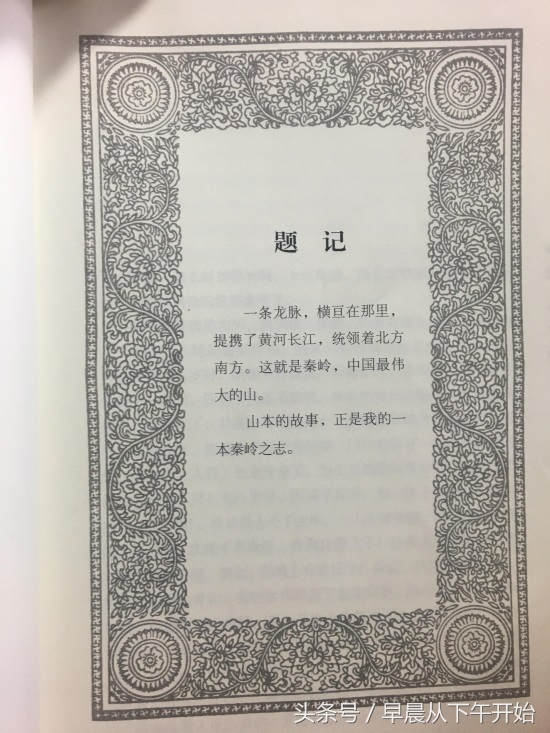 题记
一条龙脉，横亘在那里，
提携了黄河长江，统领着北方
南方。这就是秦岭，中国最伟
大的山。
山本的故事，正是我的一
本秦岭之志。
头条号 / 早晨从下午开始